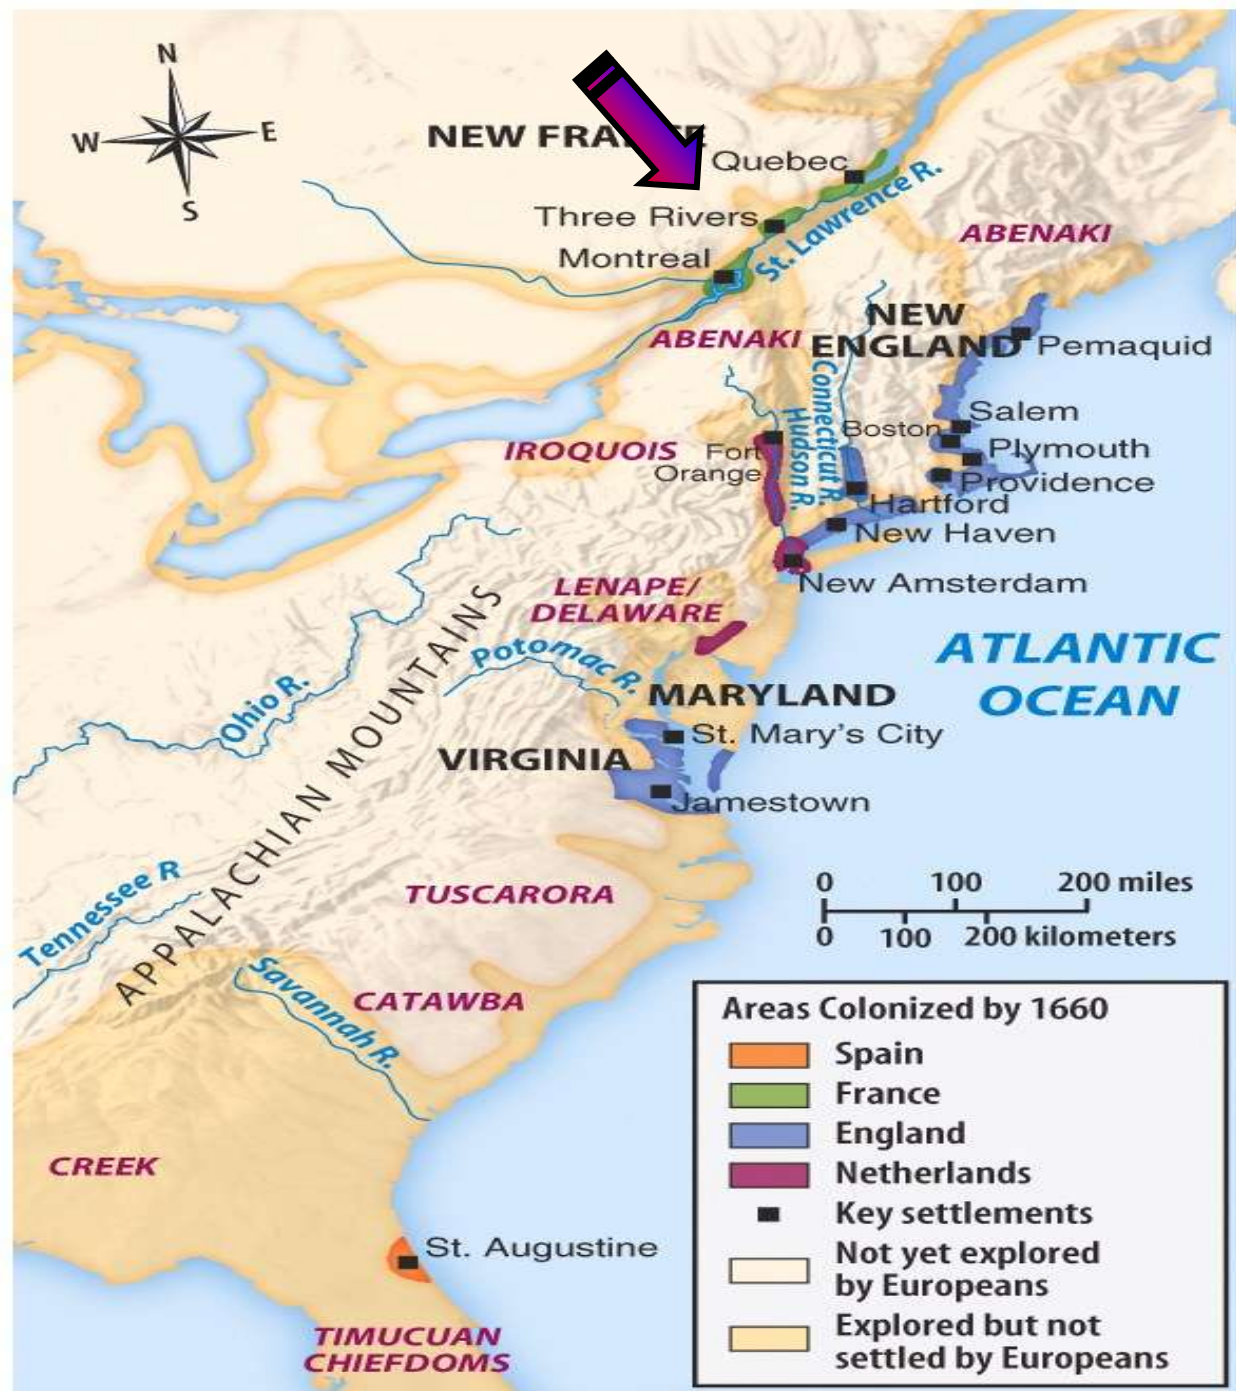 N
W
E
S
NEW FRANCE
Quebec
Three Rivers
Montreal
St. Lawrence R.
ABENAKI
ABENAKI
NEW
ENGLAND
Pemaquid
Connecticut R.
Hudson R.
Salem
Boston
Plymouth
Providence
IROQUOIS
Fort
Orange
Hartford
New Haven
New Amsterdam
LENAPE/
DELAWARE
Potomac R.
ATLANTIC
OCEAN
MARYLAND
St. Mary's City
VIRGINIA
Jamestown
Ohio R.
APPALACHIAN MOUNTAINS
Tennessee R
TUSCARORA
0 100 200 miles
0 100 200 kilometers
Savannah R.
CATAWBA
CREEK
St. Augustine
TIMUCUAN
CHIEFDOMS
Areas Colonized by 1660
Spain
France
England
Netherlands
Key settlements
Not yet explored
by Europeans
Explored but not
settled by Europeans